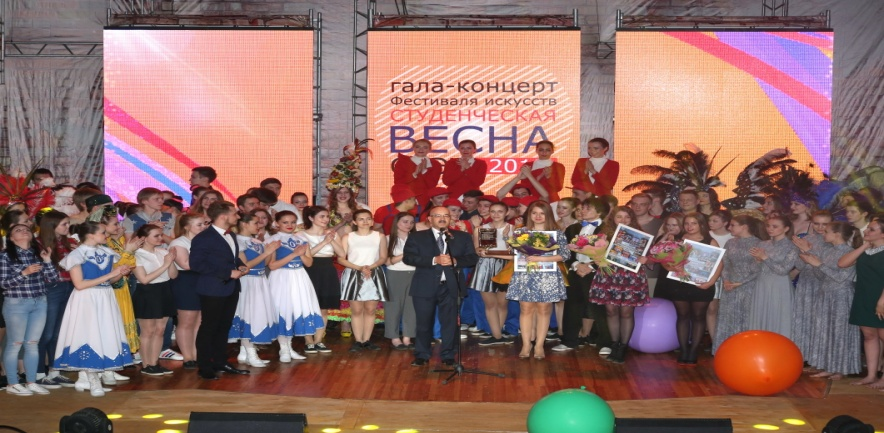 гала-концерт
Фестиваля искусств
СТУДЕНЧЕСКАЯ
ВЕСНА